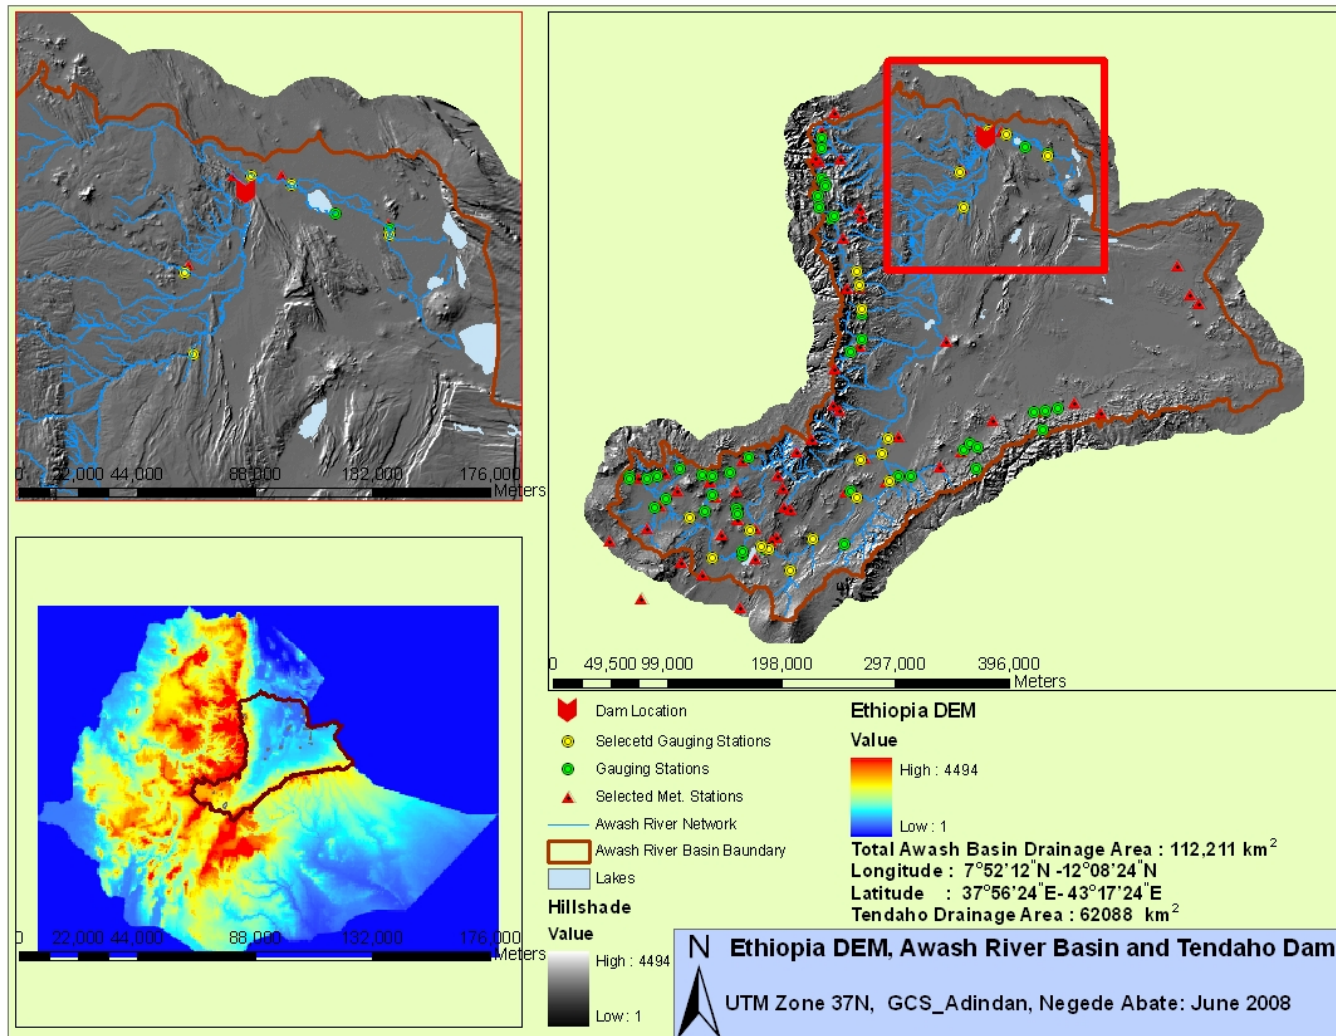 0 22,000 44,000 88,000 132,000 176,000
Meters
0 49,500 99,000 198,000 297,000 396,000
Meters
0 22,000 44,000 88,000 132,000 176,000
Meters
Dam Location
Selecetd Gauging Stations
Gauging Stations
Selected Met. Stations
Awash River Network
Awash River Basin Baundary
Lakes
Hillshade
Value
High : 4494
Low : 1
Ethiopia DEM
Value
High : 4494
Low : 1
Total Awash Basin Drainage Area : 112,211 km²
Longitude : 7°52'12"N -12°08'24"N
Latitude : 37°56'24"E- 43°17'24"E
Tendaho Drainage Area : 62088 km²
N Ethiopia DEM, Awash River Basin and Tendaho Dam
UTM Zone 37N, GCS_Adindan, Negede Abate: June 2008